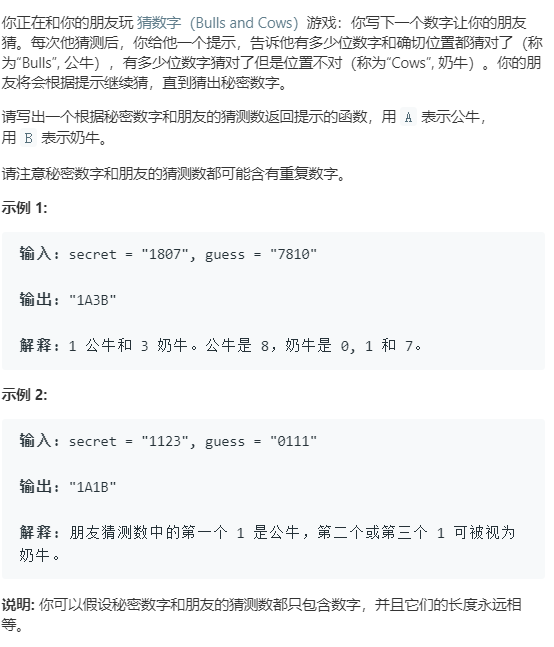 你正在和你的朋友玩 猜数字（Bulls and Cows）游戏：你写下一个数字让你的朋友
猜。每次他猜测后，你给他一个提示，告诉他有多少位数字和确切位置都猜对了（称
为“Bulls”, 公牛），有多少位数字猜对了但是位置不对（称为“Cows”, 奶牛）。你的朋
友将会根据提示继续猜，直到猜出秘密数字。
请写出一个根据秘密数字和朋友的猜测数返回提示的函数，用 A 表示公牛，
用 B 表示奶牛。
请注意秘密数字和朋友的猜测数都可能含有重复数字。
示例 1:
输入: secret = "1807", guess = "7810"
输出: "1A3B"
解释: 1 公牛和 3 奶牛。公牛是 8，奶牛是 0, 1 和 7。
示例 2:
输入: secret = "1123", guess = "0111"
输出: "1A1B"
解释: 朋友猜测数中的第一个 1 是公牛，第二个或第三个 1 可被视为
奶牛。
说明: 你可以假设秘密数字和朋友的猜测数都只包含数字，并且它们的长度永远相
等。